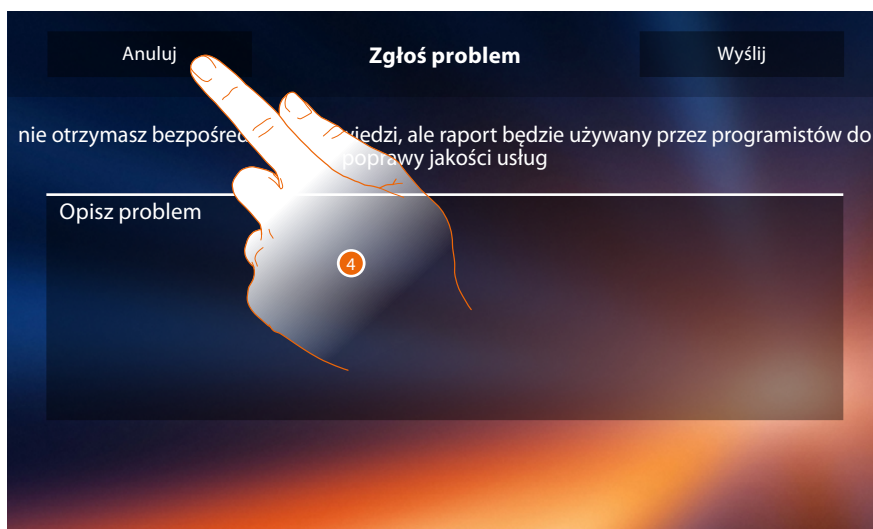 Anuluj Zgłoś problem Wyślij
nie otrzymasz bezpośred wiedzi, ale raport będzie używany przez programistów do
poprawy jakości usług
Opisz problem
4